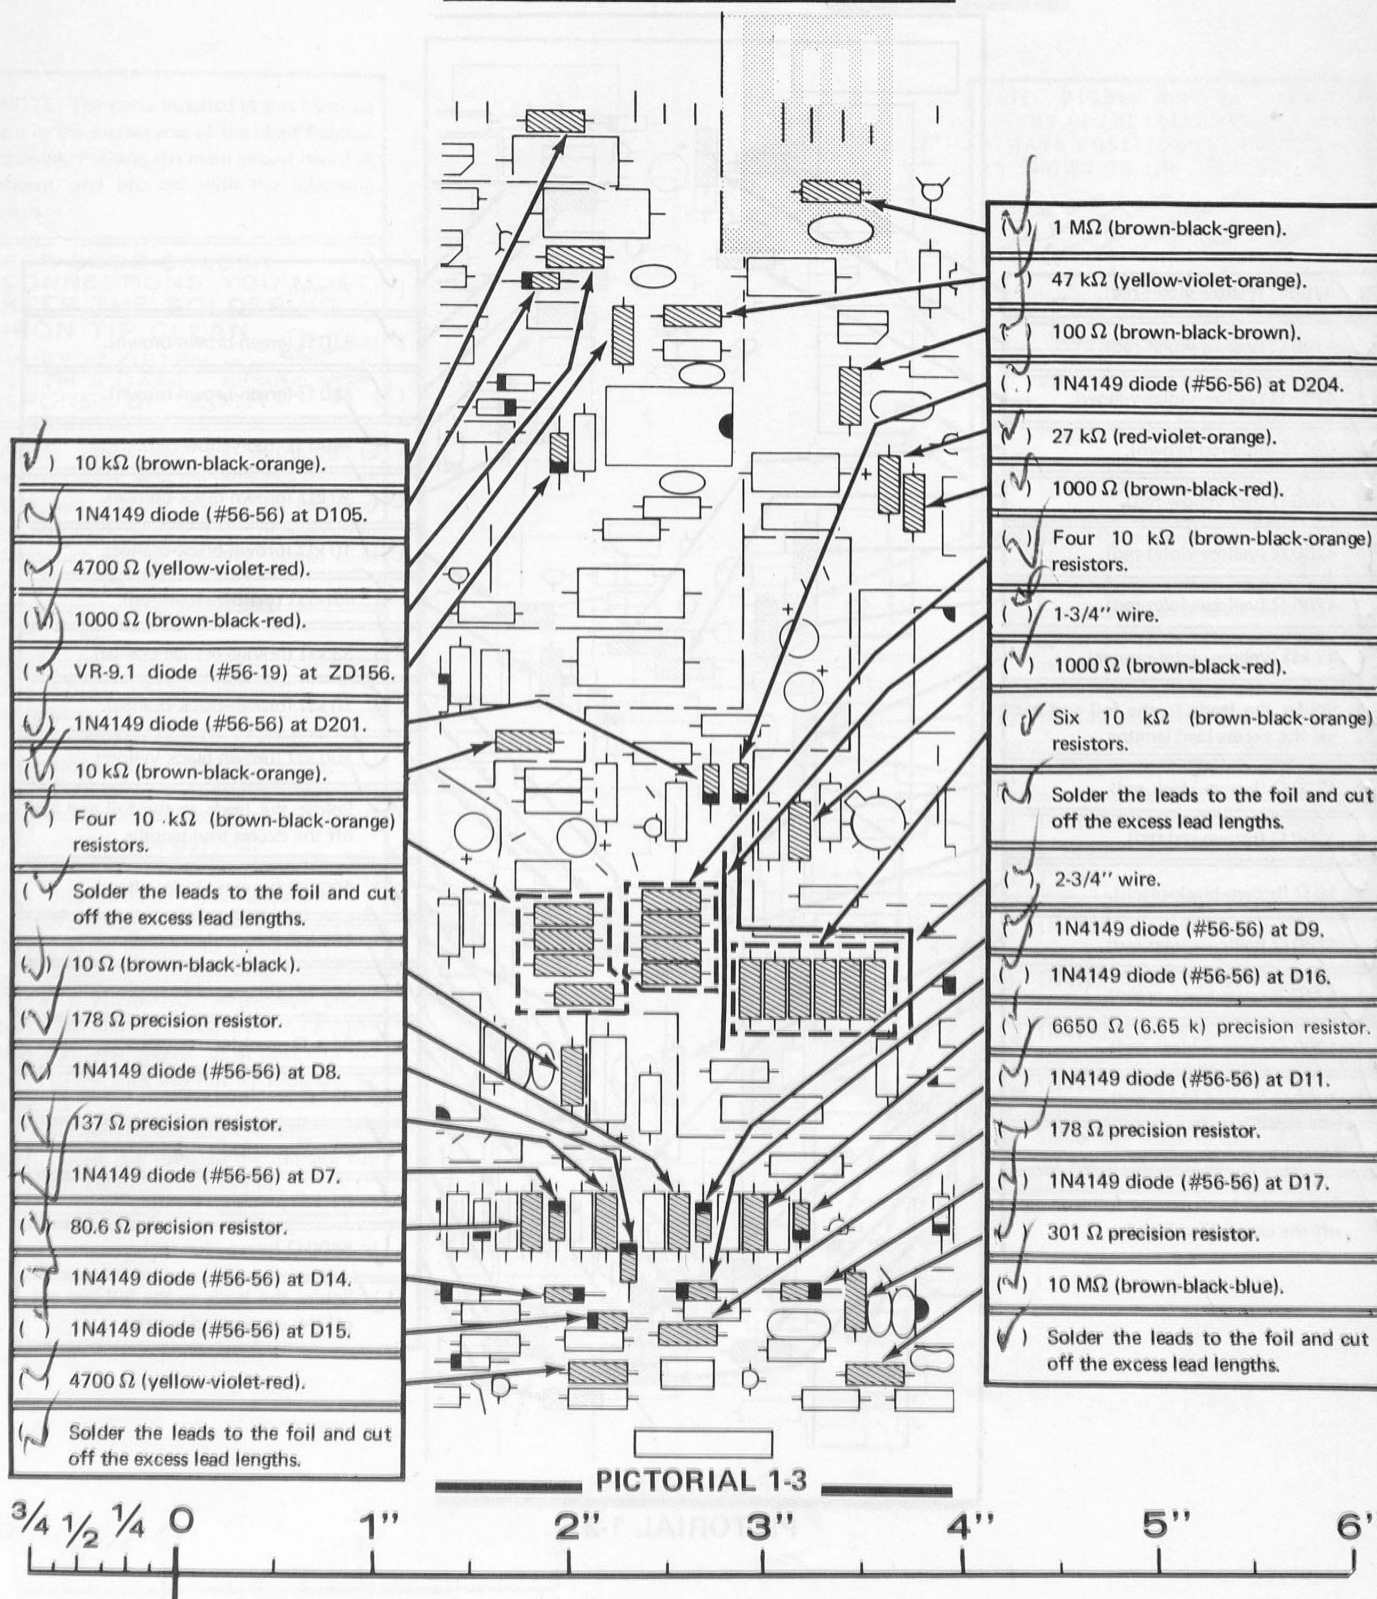 ( ) 10 kΩ (brown-black-orange).
( ) 1N4149 diode (#56-56) at D105.
( ) 4700 Ω (yellow-violet-red).
( ) 1000 Ω (brown-black-red).
( ) VR-9.1 diode (#56-19) at ZD156.
( ) 1N4149 diode (#56-56) at D201.
( ) 10 kΩ (brown-black-orange).
( ) Four 10 kΩ (brown-black-orange)
resistors.
( ) Solder the leads to the foil and cut
off the excess lead lengths.
( ) 10 Ω (brown-black-black).
( ) 178 Ω precision resistor.
( ) 1N4149 diode (#56-56) at D8.
( ) 137 Ω precision resistor.
( ) 1N4149 diode (#56-56) at D7.
( ) 80.6 Ω precision resistor.
( ) 1N4149 diode (#56-56) at D14.
( ) 1N4149 diode (#56-56) at D15.
( ) 4700 Ω (yellow-violet-red).
( ) Solder the leads to the foil and cut
off the excess lead lengths.
( ) 1 MΩ (brown-black-green).
( ) 47 kΩ (yellow-violet-orange).
( ) 100 Ω (brown-black-brown).
( ) 1N4149 diode (#56-56) at D204.
( ) 27 kΩ (red-violet-orange).
( ) 1000 Ω (brown-black-red).
( ) Four 10 kΩ (brown-black-orange)
resistors.
( ) 1-3/4" wire.
( ) 1000 Ω (brown-black-red).
( ) Six 10 kΩ (brown-black-orange)
resistors.
( ) Solder the leads to the foil and cut
off the excess lead lengths.
( ) 2-3/4" wire.
( ) 1N4149 diode (#56-56) at D9.
( ) 1N4149 diode (#56-56) at D16.
( ) 6650 Ω (6.65 k) precision resistor.
( ) 1N4149 diode (#56-56) at D11.
( ) 178 Ω precision resistor.
( ) 1N4149 diode (#56-56) at D17.
( ) 301 Ω precision resistor.
( ) 10 MΩ (brown-black-blue).
( ) Solder the leads to the foil and cut
off the excess lead lengths.
+
+
+
+
+
PICTORIAL 1-3
3/4 1/2 1/4 0 1" 2" 3" 4" 5" 6"